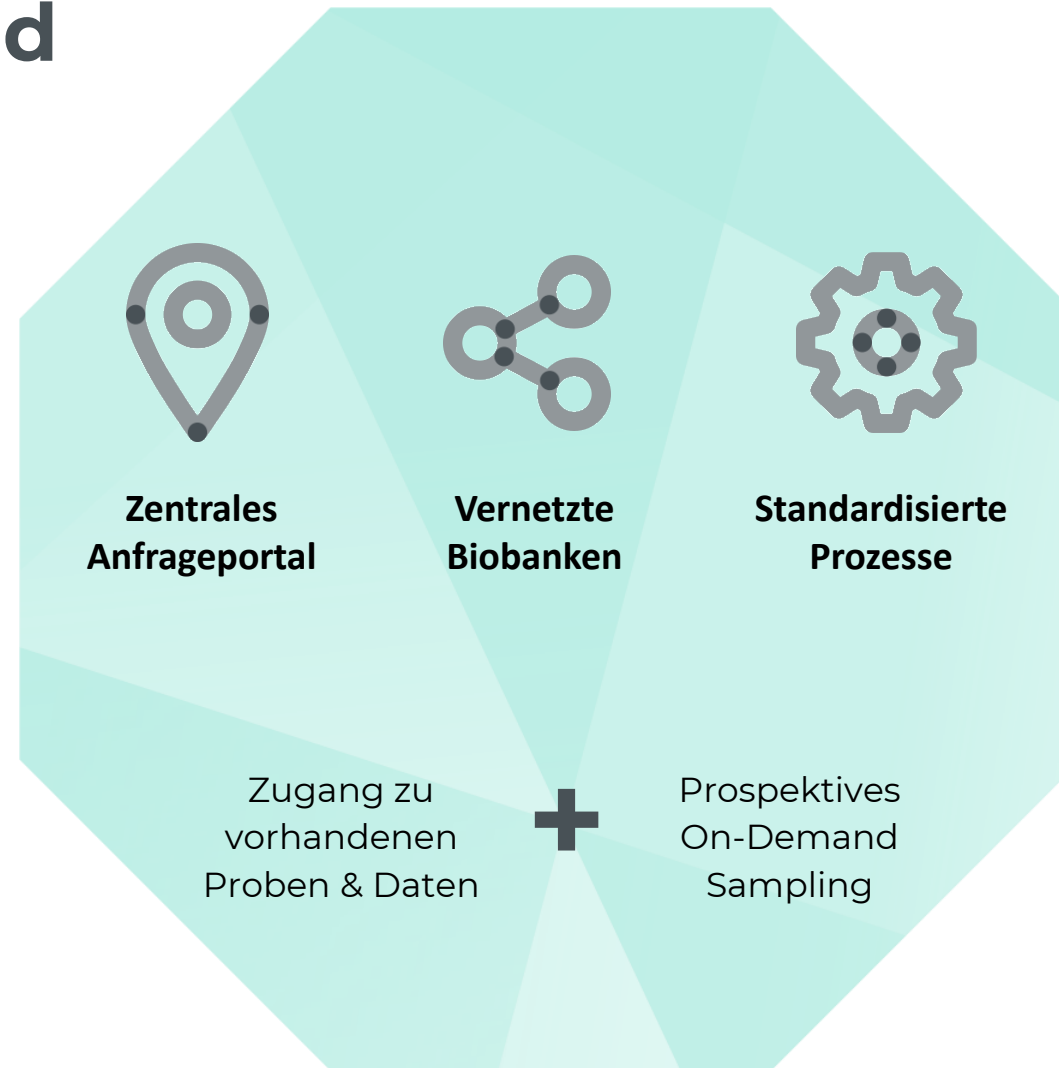 d
Zentrales
Anfrageportal
Vernetzte
Biobanken
Standardisierte
Prozesse
Zugang zu
vorhandenen
Proben & Daten
+
Prospektives
On-Demand
Sampling